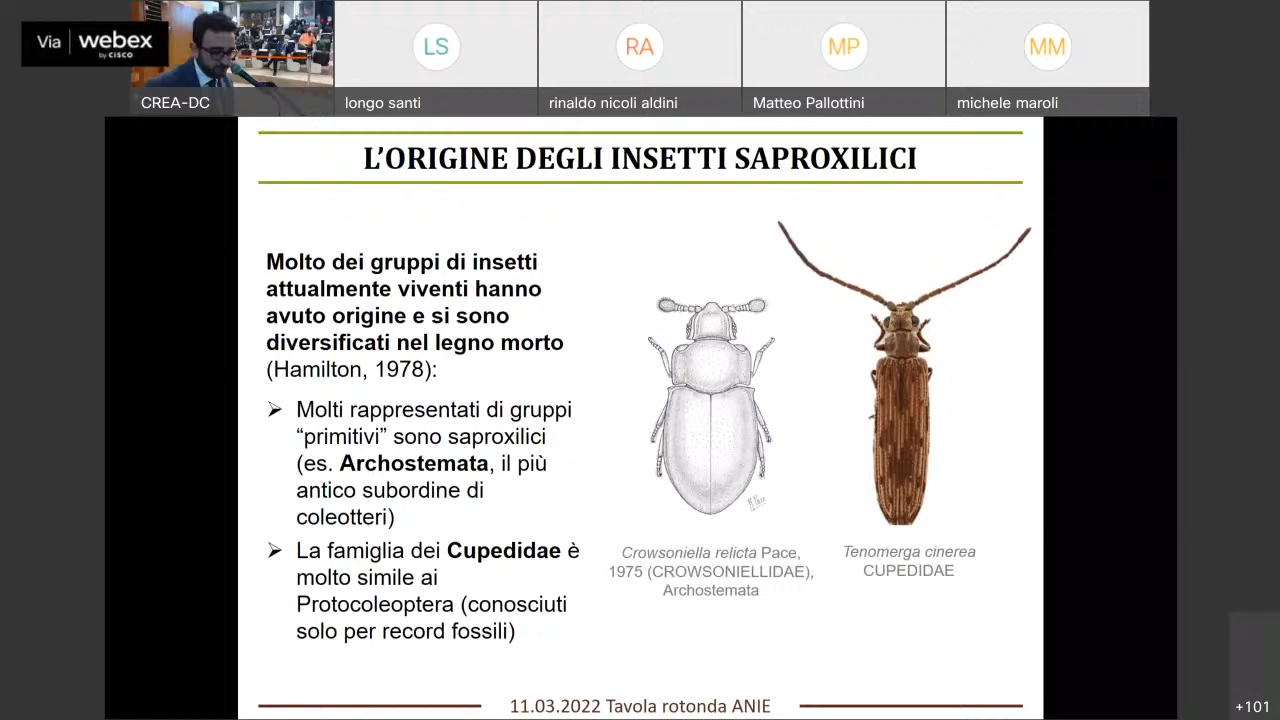 Via webex
by CISCO
LS
RA
MP
MM
CREA-DC
longo santi
rinaldo nicoli aldini
Matteo Pallottini
michele maroli
L'ORIGINE DEGLI INSETTI SAPROXILICI
Molto dei gruppi di insetti
attualmente viventi hanno
avuto origine e si sono
diversificati nel legno morto
(Hamilton, 1978):
➢ Molti rappresentati di gruppi
“primitivi” sono saproxilici
(es. Archostemata, il più
antico subordine di
coleotteri)
➢ La famiglia dei Cupedidae è
molto simile ai
Protocoleoptera (conosciuti
solo per record fossili)
Crowsoniella relicta Pace,
1975 (CROWSONIELLIDAE),
Archostemata
Tenomerga cinerea
CUPEDIDAE
11.03.2022 Tavola rotonda ANIE
+101